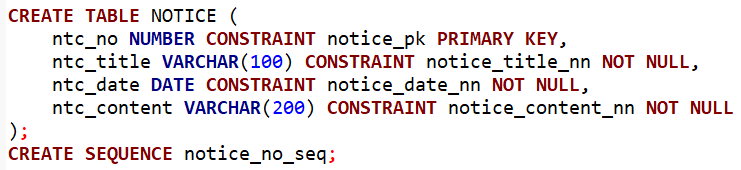 CREATE TABLE NOTICE (
    ntc_no NUMBER CONSTRAINT notice_pk PRIMARY KEY,
    ntc_title VARCHAR(100) CONSTRAINT notice_title_nn NOT NULL,
    ntc_date DATE CONSTRAINT notice_date_nn NOT NULL,
    ntc_content VARCHAR(200) CONSTRAINT notice_content_nn NOT NULL
);
CREATE SEQUENCE notice_no_seq;